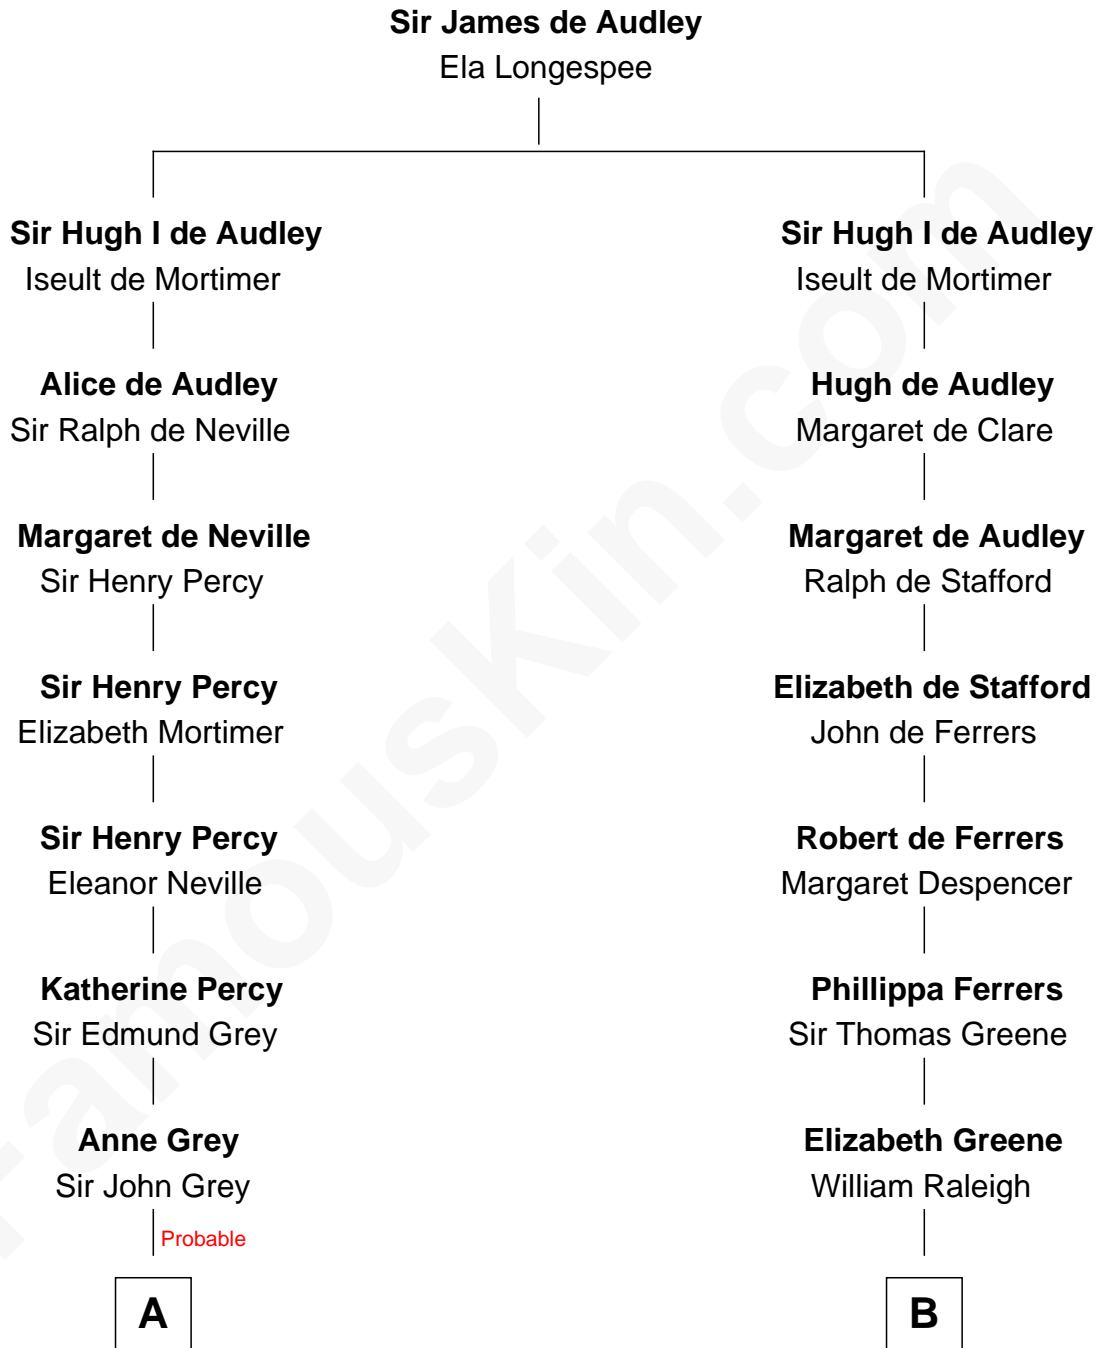 Sir James de Audley
Ela Longespee
Sir Hugh I de Audley
Iseult de Mortimer
Sir Hugh I de Audley
Iseult de Mortimer
Alice de Audley
Sir Ralph de Neville
Hugh de Audley
Margaret de Clare
Margaret de Neville
Sir Henry Percy
Margaret de Audley
Ralph de Stafford
Sir Henry Percy
Elizabeth Mortimer
Elizabeth de Stafford
John de Ferrers
Sir Henry Percy
Eleanor Neville
Robert de Ferrers
Margaret Despencer
Katherine Percy
Sir Edmund Grey
Phillippa Ferrers
Sir Thomas Greene
Anne Grey
Sir John Grey
Elizabeth Greene
William Raleigh
Probable
A
B
FamousKin.com